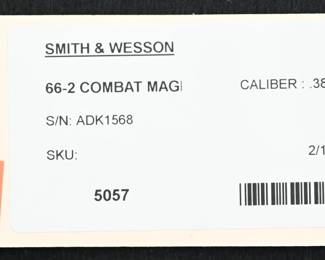 SMITH & WESSON
66-2 COMBAT MAG CALIBER : .38
S/N: ADK1568
SKU: 2/1
5057